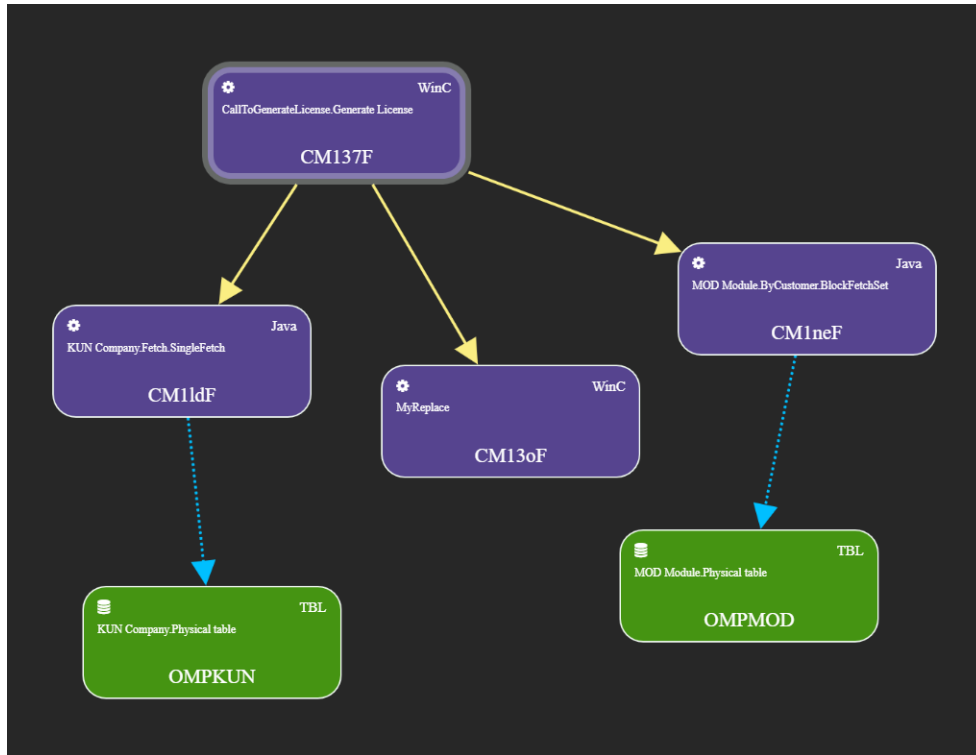 WinC
CallToGenerateLicense.Generate License
CM137F
Java
MOD Module.ByCustomer.BlockFetchSet
CM1neF
Java
KUN Company.Fetch.SingleFetch
CM1ldF
WinC
MyReplace
CM13oF
TBL
MOD Module.Physical table
OMPMOD
TBL
KUN Company.Physical table
OMPKUN